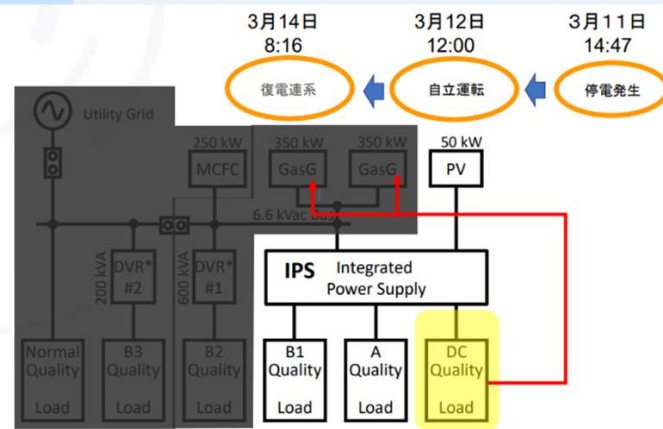 3月14日
8:16
3月12日
12:00
3月11日
14:47
復電連系
自立運転
停電発生
Utility Grid
250 kW
MCFC
350 kW
GasG
350 kW
GasG
50 kW
PV
6.6 kVac Bus
200 kVA
DVR*
#2
600 kVA
DVR*
#1
IPS Integrated
Power Supply
Normal
Quality
Load
B3
Quality
Load
B2
Quality
Load
B1
Quality
Load
A
Quality
Load
DC
Quality
Load